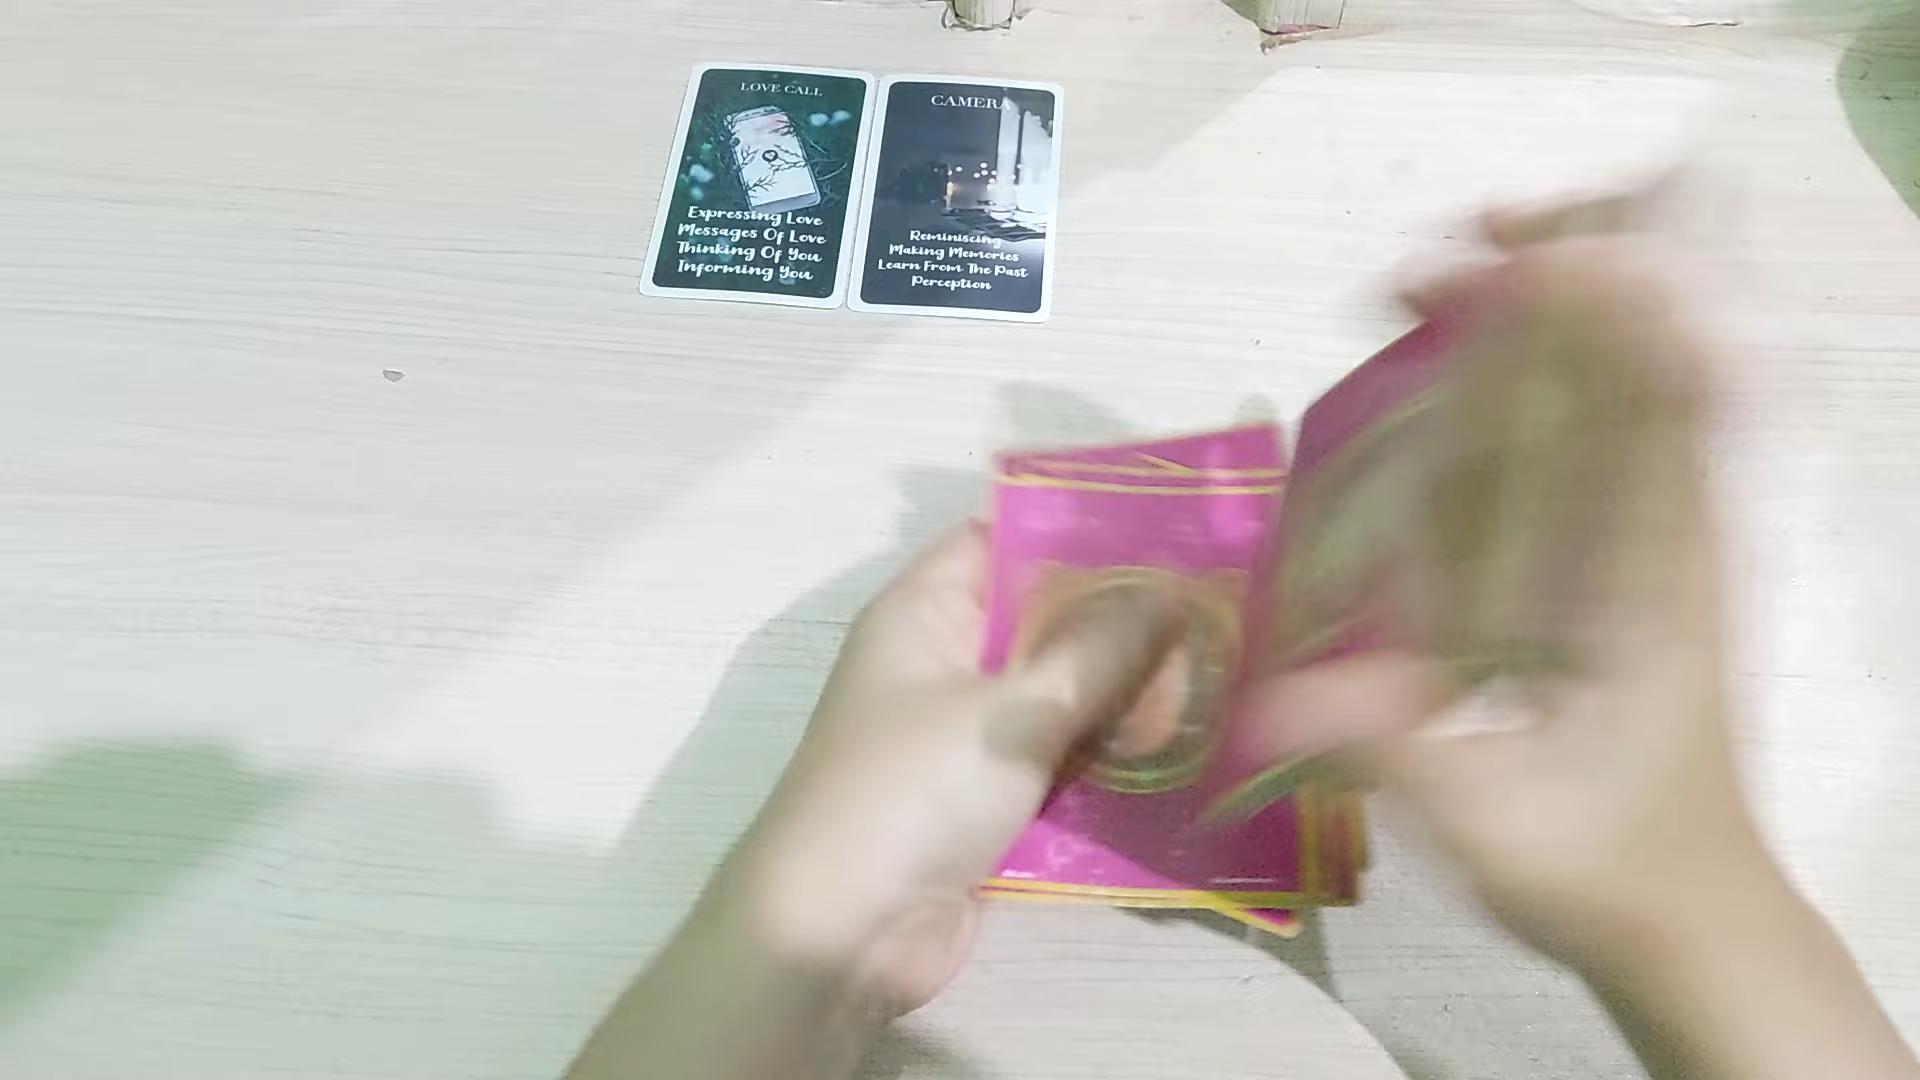 LOVE CALL
Expressing Love
Messages Of Love
Thinking Of You
Informing You
CAMERA
Reminiscing
Making Memories
Learn From The Past
Perception